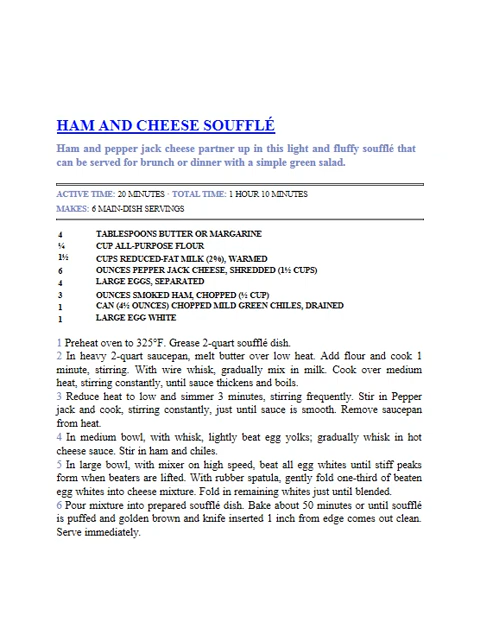 HAM AND CHEESE SOUFFLÉ
Ham and pepper jack cheese partner up in this light and fluffy soufflé that
can be served for brunch or dinner with a simple green salad.
ACTIVE TIME: 20 MINUTES · TOTAL TIME: 1 HOUR 10 MINUTES
MAKES: 6 MAIN-DISH SERVINGS
4 TABLESPOONS BUTTER OR MARGARINE
¼ CUP ALL-PURPOSE FLOUR
1½ CUPS REDUCED-FAT MILK (2%), WARMED
6 OUNCES PEPPER JACK CHEESE, SHREDDED (1½ CUPS)
4 LARGE EGGS, SEPARATED
3 OUNCES SMOKED HAM, CHOPPED (½ CUP)
1 CAN (4½ OUNCES) CHOPPED MILD GREEN CHILES, DRAINED
1 LARGE EGG WHITE
1 Preheat oven to 325°F. Grease 2-quart soufflé dish.
2 In heavy 2-quart saucepan, melt butter over low heat. Add flour and cook 1
minute, stirring. With wire whisk, gradually mix in milk. Cook over medium
heat, stirring constantly, until sauce thickens and boils.
3 Reduce heat to low and simmer 3 minutes, stirring frequently. Stir in Pepper
jack and cook, stirring constantly, just until sauce is smooth. Remove saucepan
from heat.
4 In medium bowl, with whisk, lightly beat egg yolks; gradually whisk in hot
cheese sauce. Stir in ham and chiles.
5 In large bowl, with mixer on high speed, beat all egg whites until stiff peaks
form when beaters are lifted. With rubber spatula, gently fold one-third of beaten
egg whites into cheese mixture. Fold in remaining whites just until blended.
6 Pour mixture into prepared soufflé dish. Bake about 50 minutes or until soufflé
is puffed and golden brown and knife inserted 1 inch from edge comes out clean.
Serve immediately.